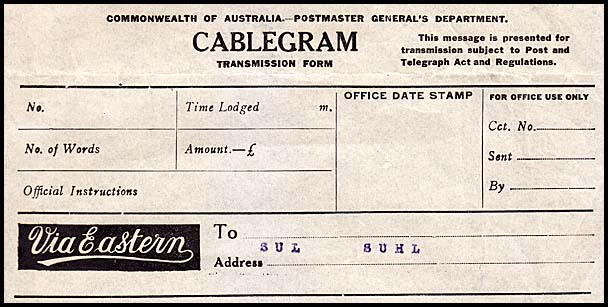 COMMONWEALTH OF AUSTRALIA.—POSTMASTER GENERAL'S DEPARTMENT.
CABLEGRAM
TRANSMISSION FORM
This message is presented for
transmission subject to Post and
Telegraph Act and Regulations.
No.
Time Lodged m.
OFFICE DATE STAMP
FOR OFFICE USE ONLY
Cct. No.
No. of Words
Amount.—£
Sent
Official Instructions
By
Via Eastern
To
SUL SUHL
Address